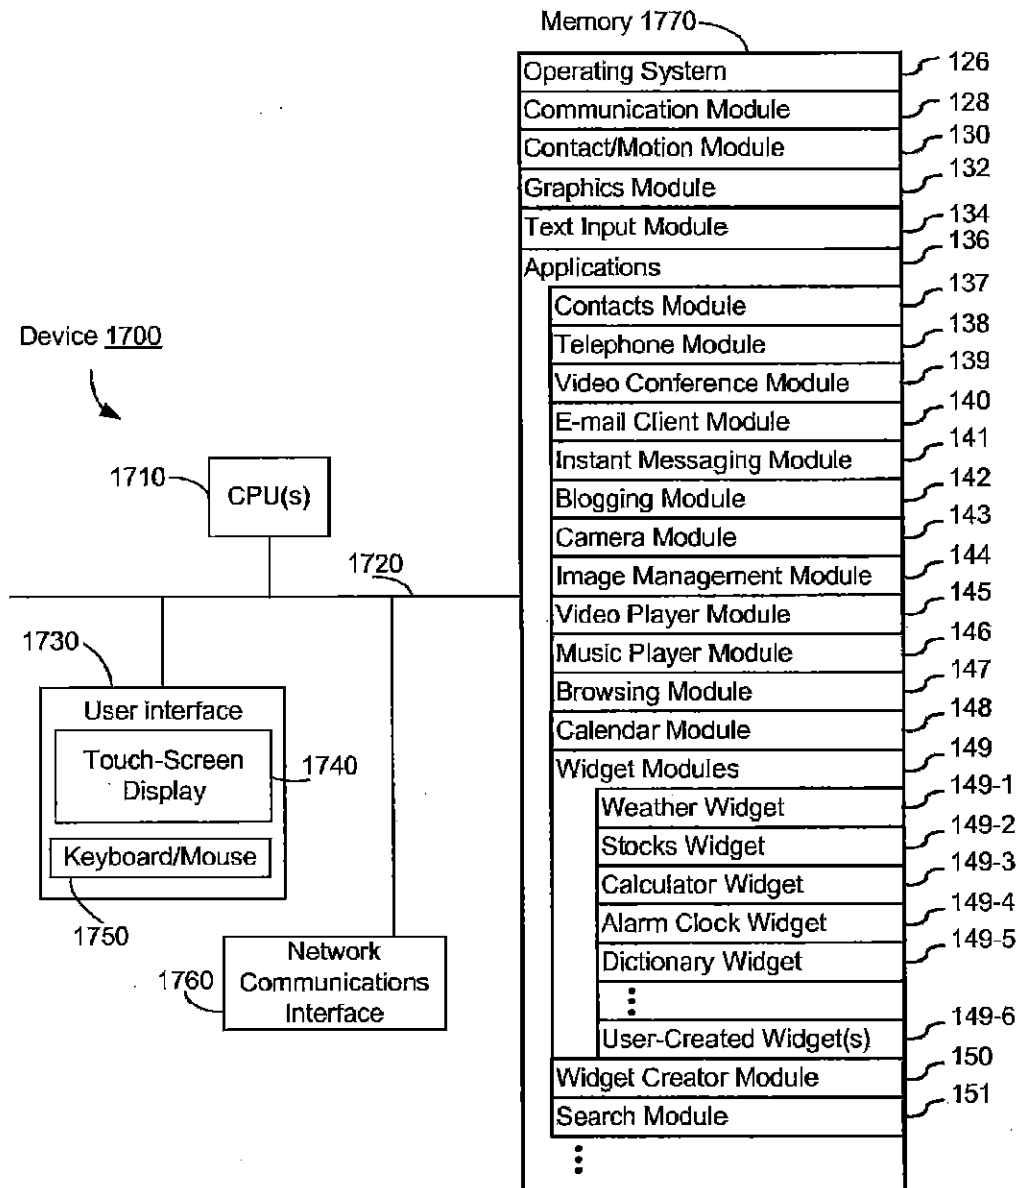 Memory 1770
Operating System 126
Communication Module 128
Contact/Motion Module 130
Graphics Module 132
Text Input Module 134
Applications 136
Contacts Module 137
Telephone Module 138
Video Conference Module 139
E-mail Client Module 140
Instant Messaging Module 141
Blogging Module 142
Camera Module 143
Image Management Module 144
Video Player Module 145
Music Player Module 146
Browsing Module 147
Calendar Module 148
Widget Modules 149
Weather Widget 149-1
Stocks Widget 149-2
Calculator Widget 149-3
Alarm Clock Widget 149-4
Dictionary Widget 149-5
User-Created Widget(s) 149-6
Widget Creator Module 150
Search Module 151
Device 1700
1710
CPU(s)
1720
1730
User interface
Touch-Screen
Display
1740
Keyboard/Mouse
1750
1760
Network
Communications
Interface